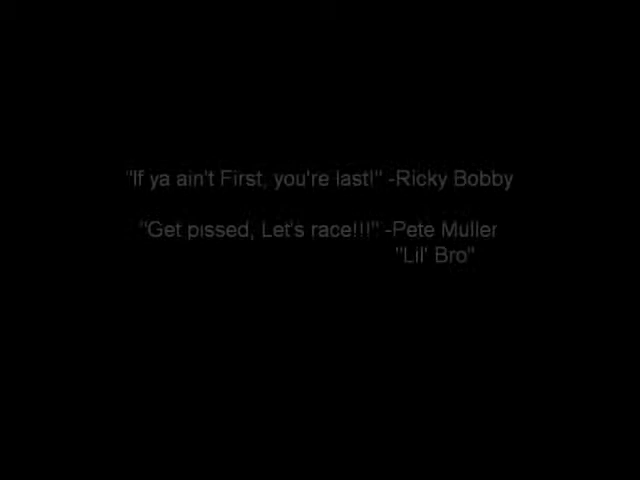 "If ya ain't First, you're last!" -Ricky Bobby
"Get pissed, Let's race!!!" -Pete Muller
"Lil' Bro"